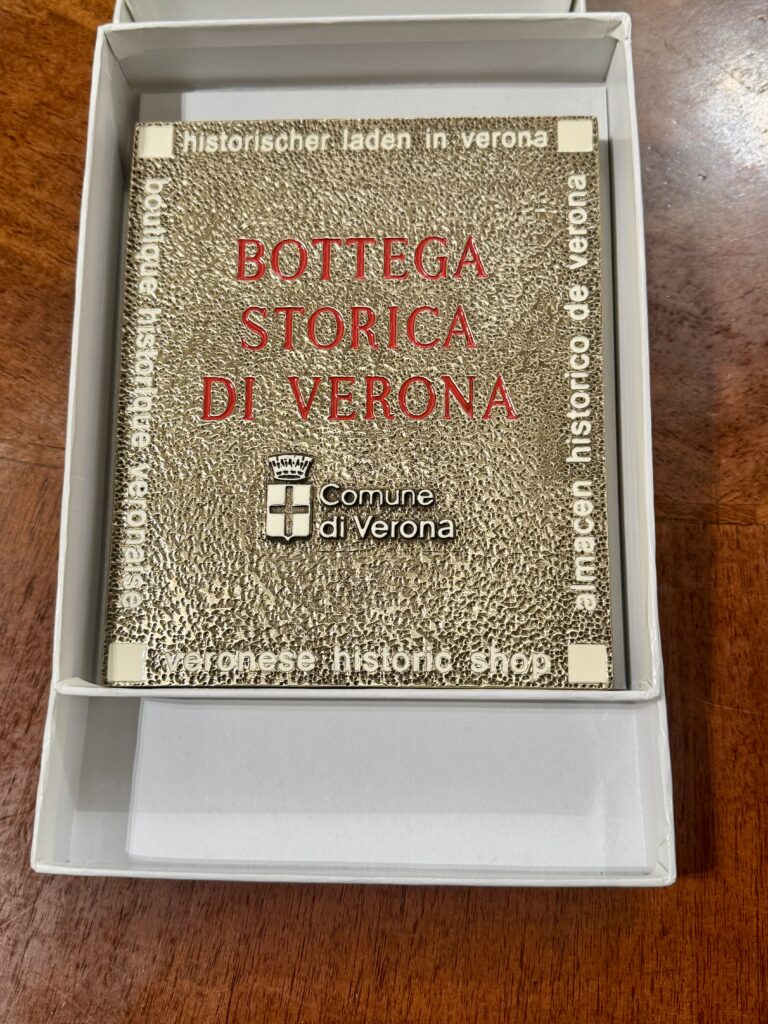 historischer laden in verona
boutique historique veronaise
BOTTEGA
STORICA
DI VERONA
Comune
di Verona
almacen historico de verona
veronese historic shop